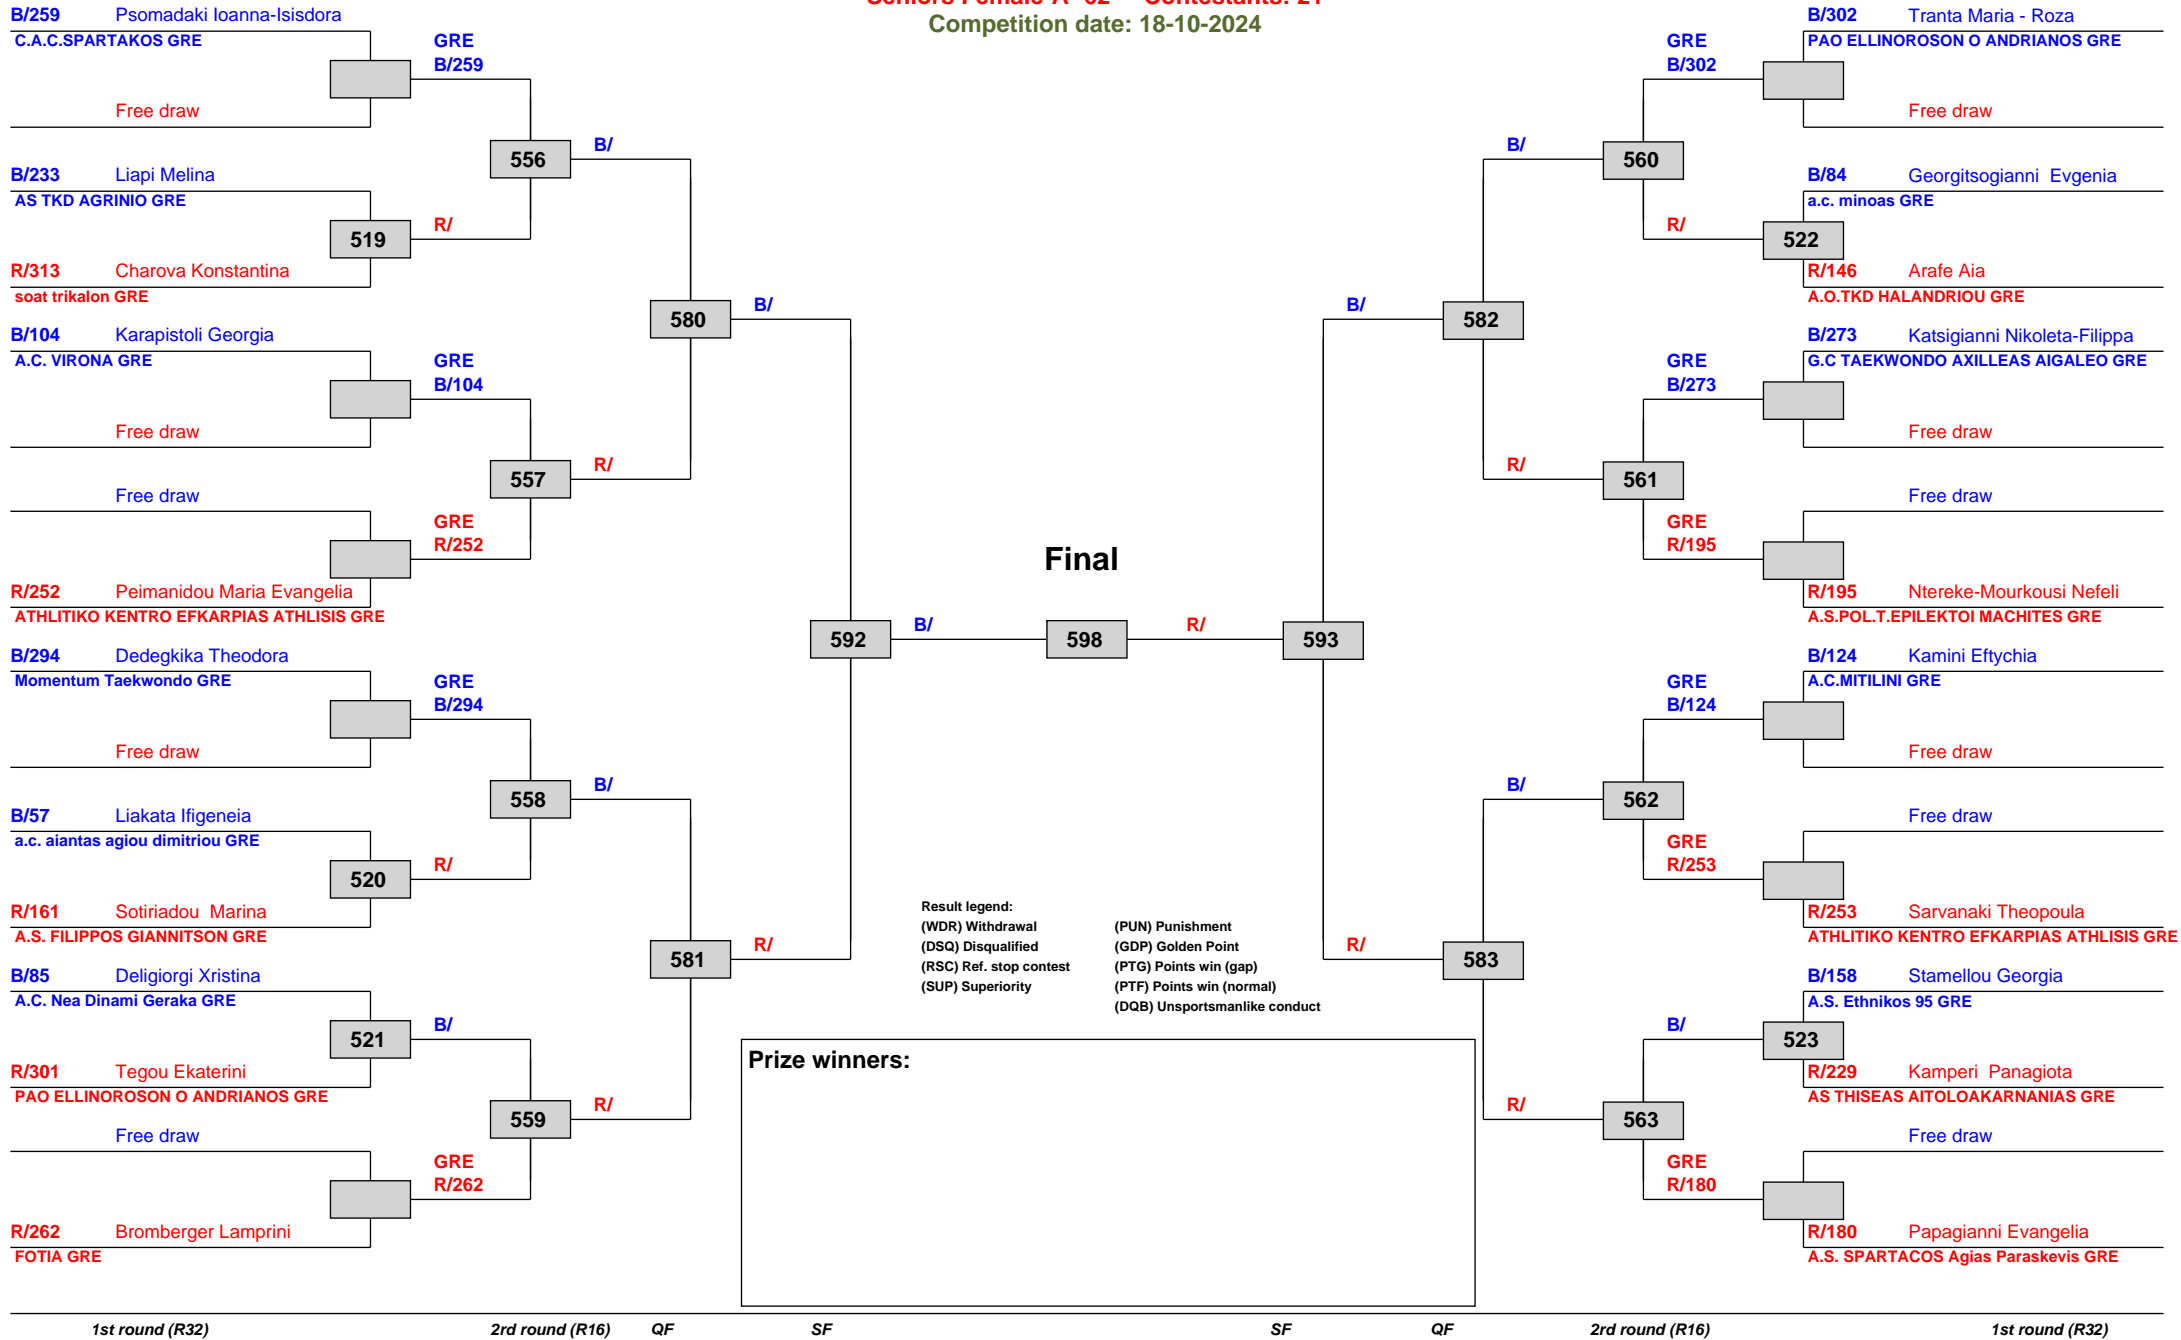 Seniors Female A -62 Contestants: 21
Competition date: 18-10-2024
B/259 Psomadaki Ioanna-Isisdora
C.A.C.SPARTAKOS GRE
GRE
B/259
Free draw
556
B/
B/233 Liapi Melina
AS TKD AGRINIO GRE
519
R/
R/313 Charova Konstantina
soat trikalon GRE
580
B/
B/104 Karapistoli Georgia
A.C. VIRONA GRE
GRE
B/104
Free draw
557
R/
Free draw
GRE
R/252
R/252 Peimanidou Maria Evangelia
ATHLITIKO KENTRO EFKARPIAS ATHLISIS GRE
592
B/
B/294 Dedegkika Theodora
Momentum Taekwondo GRE
GRE
B/294
Free draw
558
B/
B/57 Liakata Ifigeneia
a.c. aiantas agiou dimitriou GRE
520
R/
R/161 Sotiriadou Marina
A.S. FILIPPOS GIANNITSON GRE
581
R/
B/85 Deligiorgi Xristina
A.C. Nea Dinami Geraka GRE
521
B/
R/301 Tegou Ekaterini
PAO ELLINOROSON O ANDRIANOS GRE
559
R/
Free draw
GRE
R/262
R/262 Bromberger Lamprini
FOTIA GRE
Final
598
R/
593
B/302 Tranta Maria - Roza
PAO ELLINOROSON O ANDRIANOS GRE
GRE
B/302
Free draw
B/
560
B/84 Georgitsogianni Evgenia
a.c. minoas GRE
R/
522
R/146 Arafe Aia
A.O.TKD HALANDRIOU GRE
B/
582
B/273 Katsigianni Nikoleta-Filippa
G.C TAEKWONDO AXILLEAS AIGALEO GRE
GRE
B/273
Free draw
R/
561
Free draw
GRE
R/195
R/195 Ntereke-Mourkousi Nefeli
A.S.POL.T.EPILEKTOI MACHITES GRE
B/124 Kamini Eftychia
A.C.MITILINI GRE
GRE
B/124
Free draw
B/
562
Free draw
GRE
R/253
R/253 Sarvanaki Theopoula
ATHLITIKO KENTRO EFKARPIAS ATHLISIS GRE
R/
583
B/158 Stamellou Georgia
A.S. Ethnikos 95 GRE
B/
523
R/229 Kamperi Panagiota
AS THISEAS AITOLOAKARNANIAS GRE
R/
563
Free draw
GRE
R/180
R/180 Papagianni Evangelia
A.S. SPARTACOS Agias Paraskevis GRE
Result legend:
(WDR) Withdrawal (PUN) Punishment
(DSQ) Disqualified (GDP) Golden Point
(RSC) Ref. stop contest (PTG) Points win (gap)
(SUP) Superiority (PTF) Points win (normal)
(DQB) Unsportsmanlike conduct
Prize winners:
1st round (R32) 2rd round (R16) QF SF SF QF 2rd round (R16) 1st round (R32)